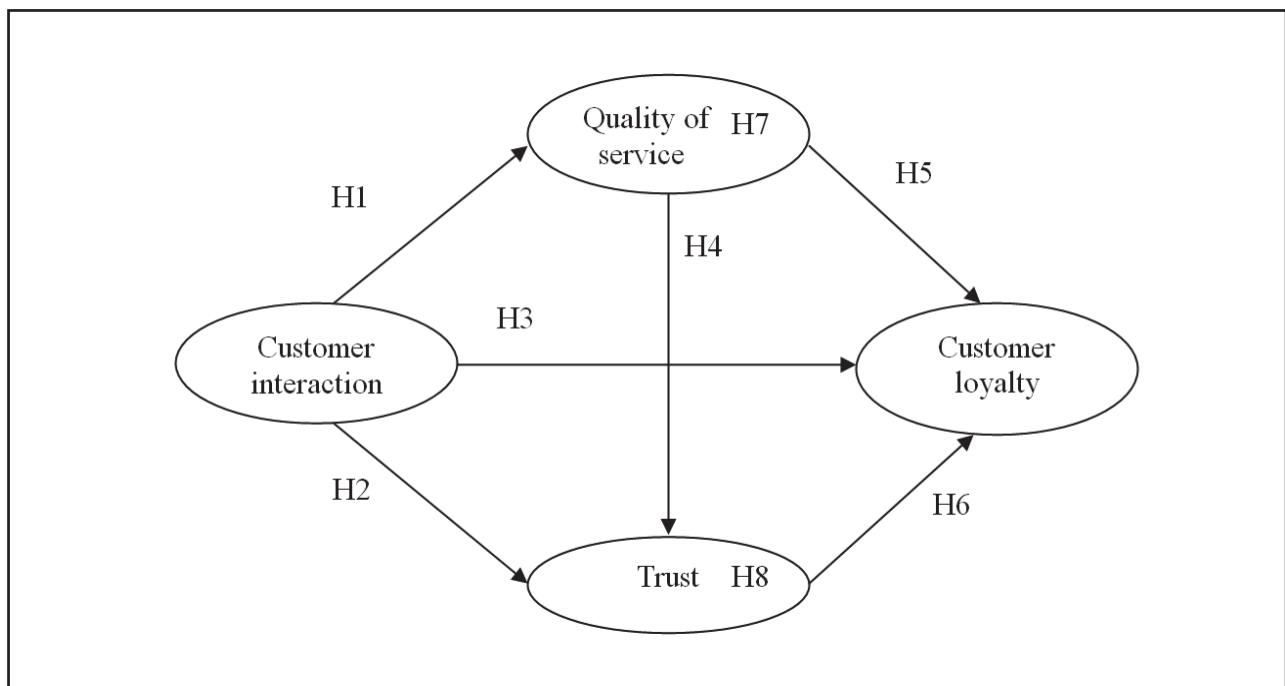 Quality of H7
service
H5
H1
H4
H3
Customer
interaction
Customer
loyalty
H2
H6
Trust H8